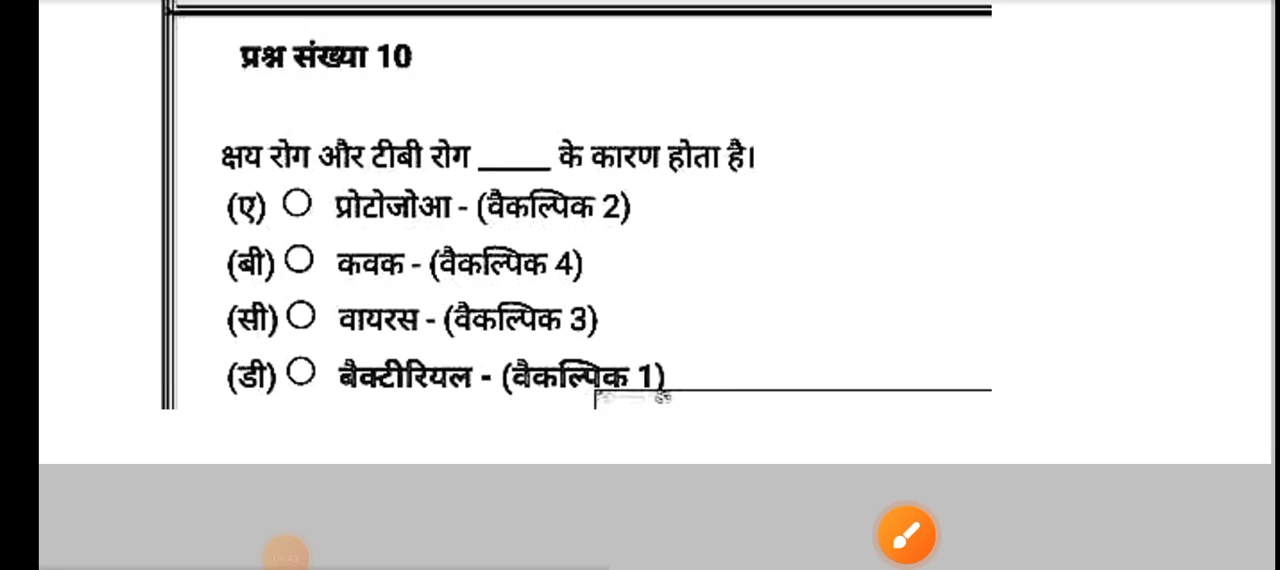 प्रश्न संख्या 10
क्षय रोग और टीबी रोग _____ के कारण होता है।
(ए) ○ प्रोटोजोआ - (वैकल्पिक 2)
(बी) ○ कवक - (वैकल्पिक 4)
(सी) ○ वायरस - (वैकल्पिक 3)
(डी) ○ बैक्टीरियल - (वैकल्पिक 1)